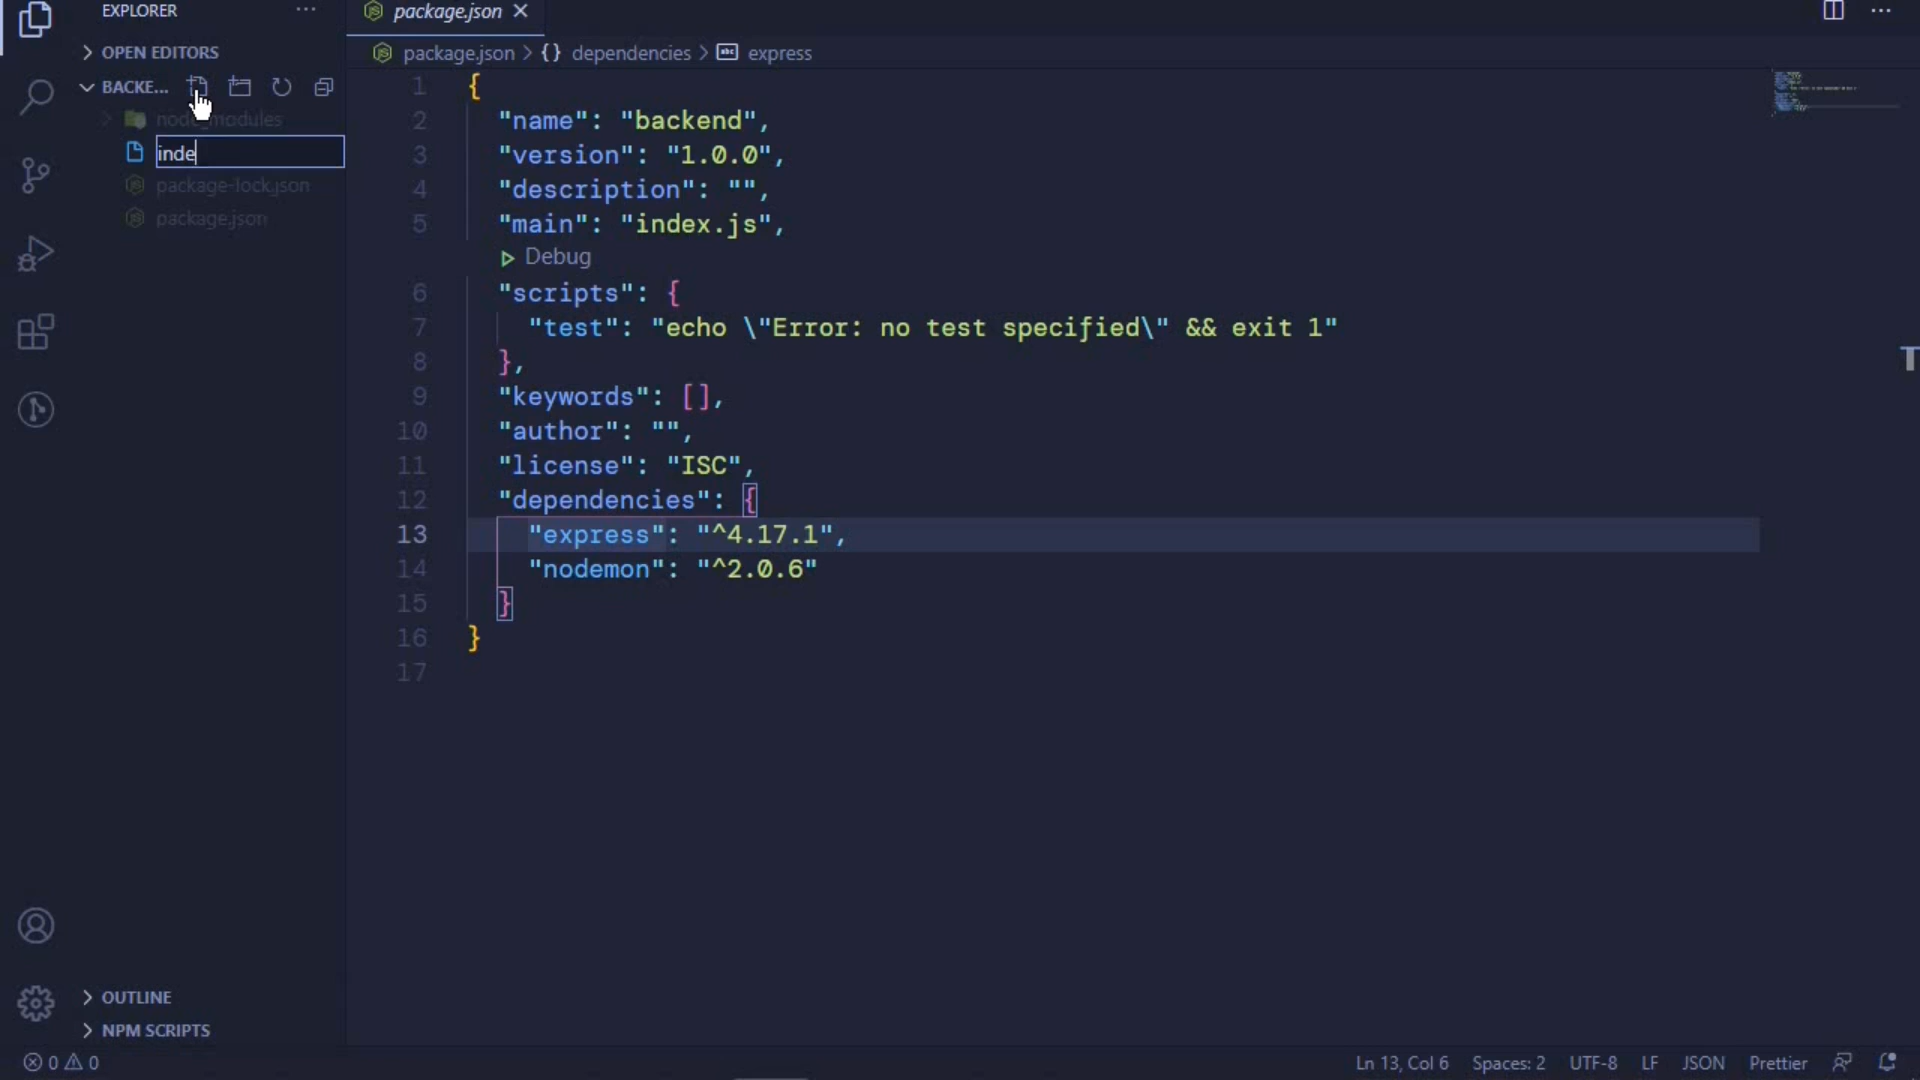 EXPLORER
OPEN EDITORS
BACKE...
node_modules
inde
package-lock.json
package.json
package.json
package.json > {} dependencies > express
1 {
2 "name": "backend",
3 "version": "1.0.0",
4 "description": "",
5 "main": "index.js",
Debug
6 "scripts": {
7 "test": "echo \"Error: no test specified\" && exit 1"
8 },
9 "keywords": [],
10 "author": "",
11 "license": "ISC",
12 "dependencies": {
13 "express": "^4.17.1",
14 "nodemon": "^2.0.6"
15 }
16 }
17
T
OUTLINE
NPM SCRIPTS
0 0
Ln 13, Col 6 Spaces: 2 UTF-8 LF JSON Prettier